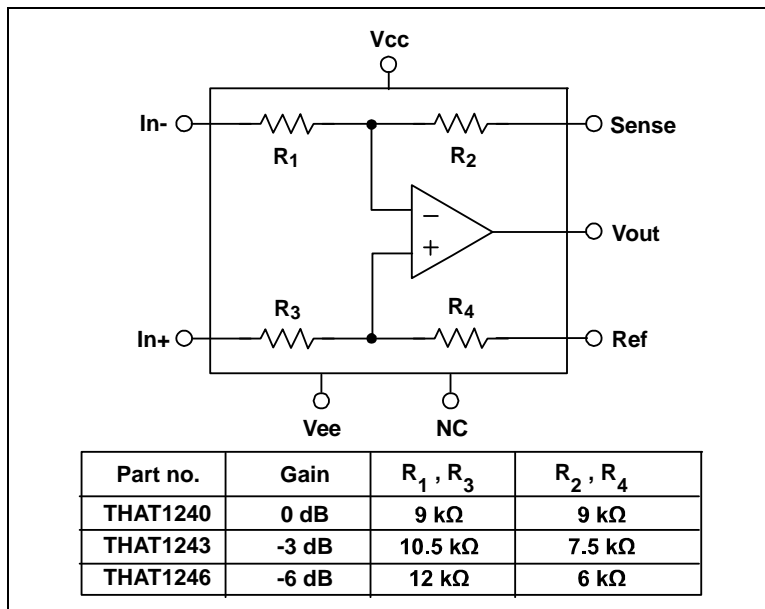 Vcc
In-
R1
R2
Sense
−
+
Vout
In+
R3
R4
Ref
Vee
NC
Part no. Gain R1 , R3 R2 , R4
THAT1240 0 dB 9 kΩ 9 kΩ
THAT1243 -3 dB 10.5 kΩ 7.5 kΩ
THAT1246 -6 dB 12 kΩ 6 kΩ